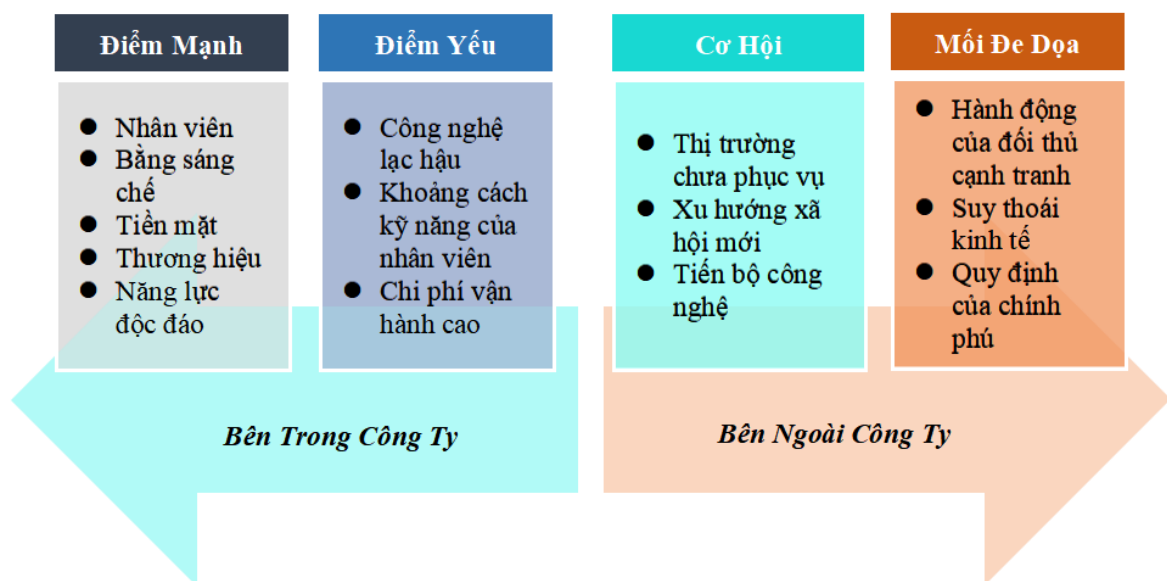 Điểm Mạnh
● Nhân viên
● Bằng sáng
chế
● Tiền mặt
● Thương hiệu
● Năng lực
độc đáo
Điểm Yếu
● Công nghệ
lạc hậu
● Khoảng cách
kỹ năng của
nhân viên
● Chi phí vận
hành cao
Cơ Hội
● Thị trường
chưa phục vụ
● Xu hướng xã
hội mới
● Tiến bộ công
nghệ
Mối Đe Dọa
● Hành động
của đối thủ
cạnh tranh
● Suy thoái
kinh tế
● Quy định
của chính
phú
Bên Trong Công Ty
Bên Ngoài Công Ty